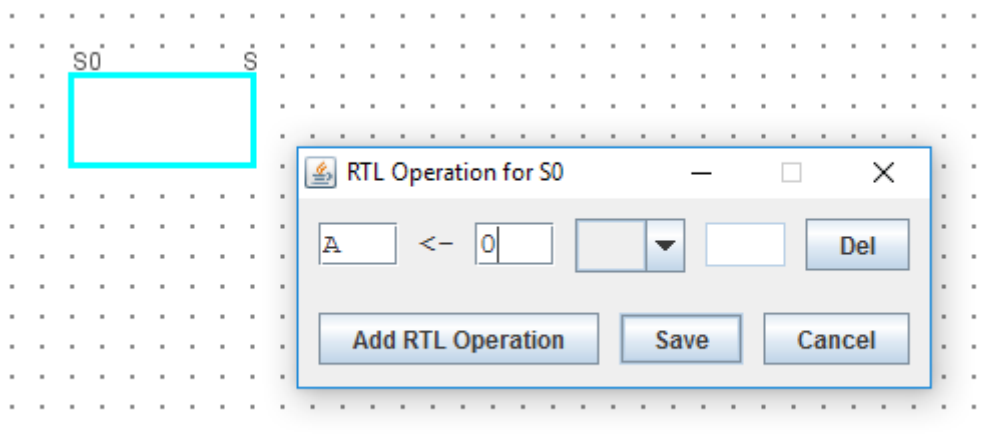 S0 S
RTL Operation for S0
A <- 0 Del
Add RTL Operation Save Cancel